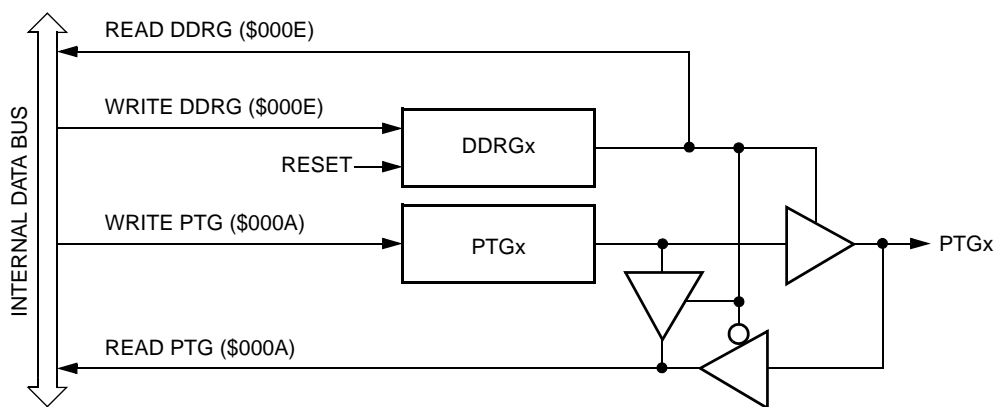 READ DDRG ($000E)
WRITE DDRG ($000E)
DDRGx
RESET
INTERNAL DATA BUS
WRITE PTG ($000A)
PTGx
PTGx
READ PTG ($000A)